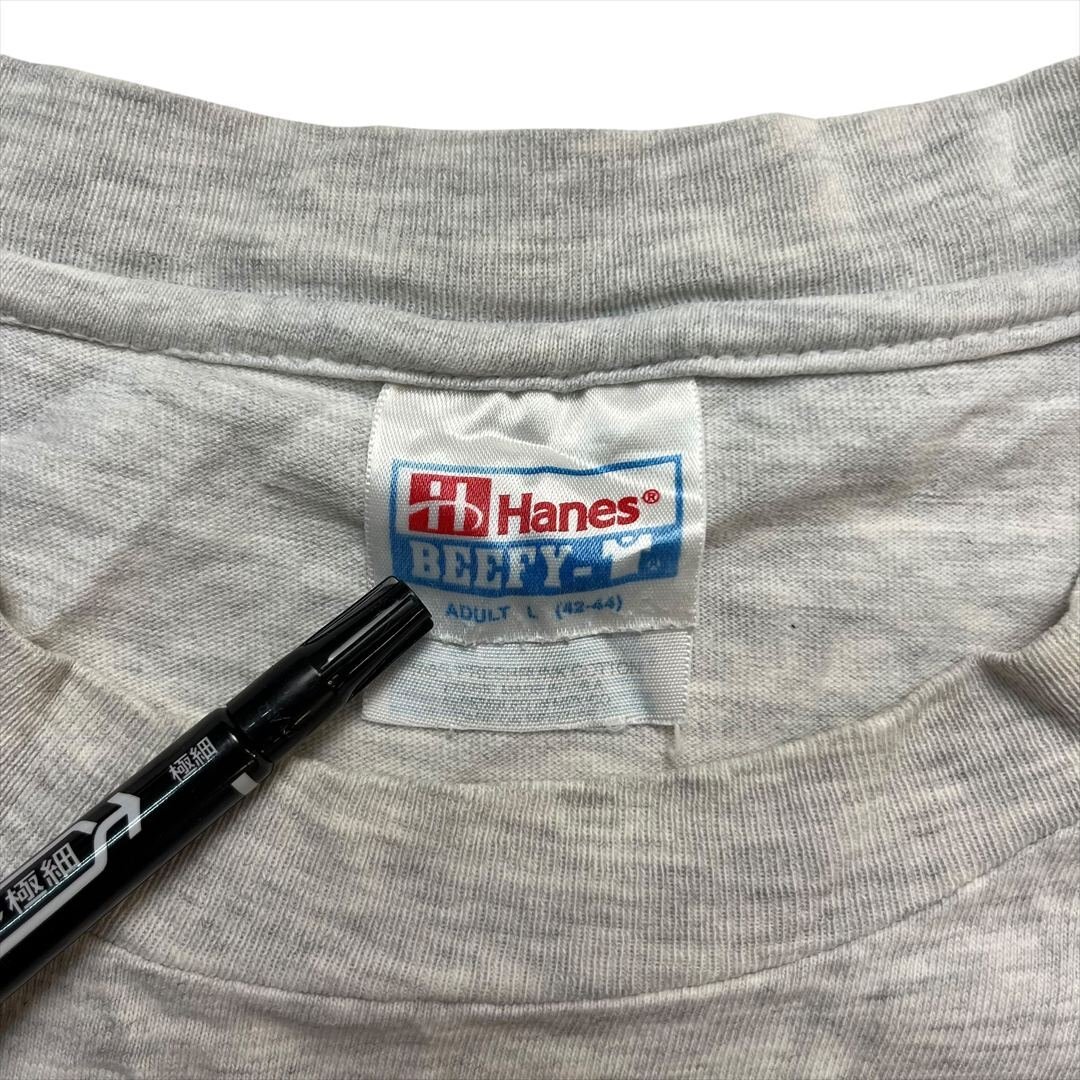 Hanes®
BEEFY-T®
ADULT L (42-44)
極細
極細